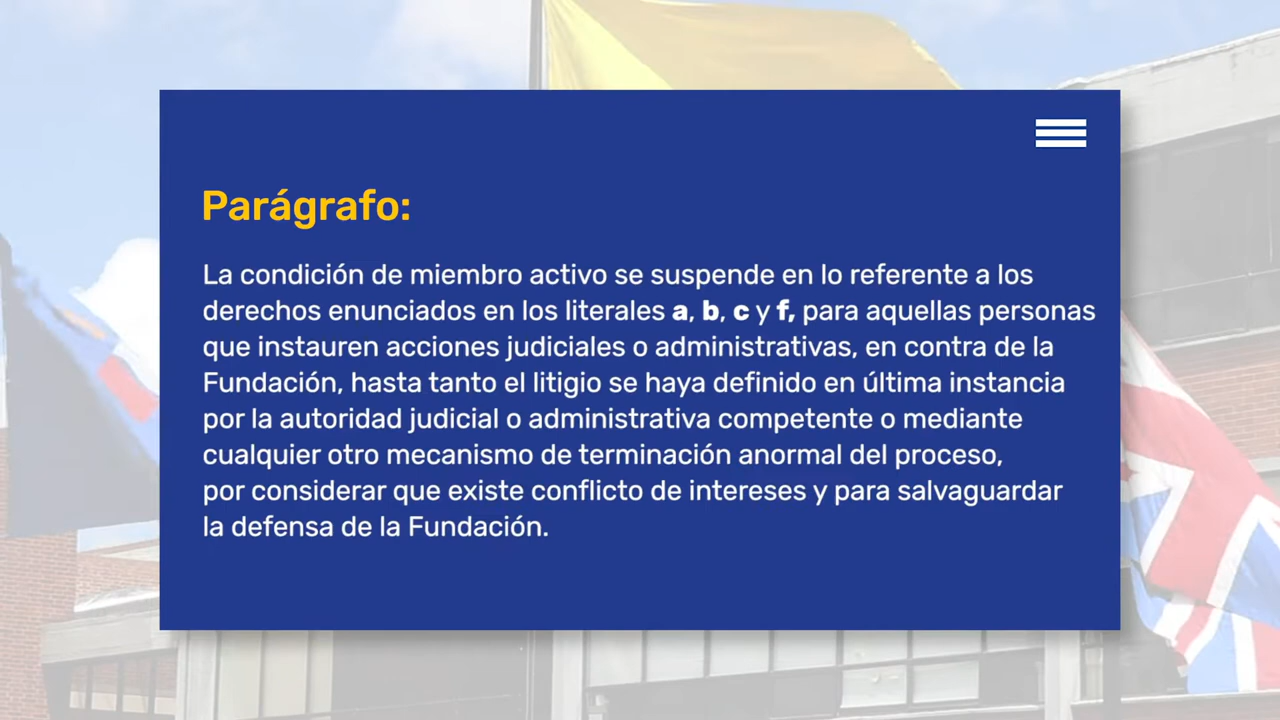 Parágrafo:
La condición de miembro activo se suspende en lo referente a los
derechos enunciados en los literales a, b, c y f, para aquellas personas
que instauren acciones judiciales o administrativas, en contra de la
Fundación, hasta tanto el litigio se haya definido en última instancia
por la autoridad judicial o administrativa competente o mediante
cualquier otro mecanismo de terminación anormal del proceso,
por considerar que existe conflicto de intereses y para salvaguardar
la defensa de la Fundación.